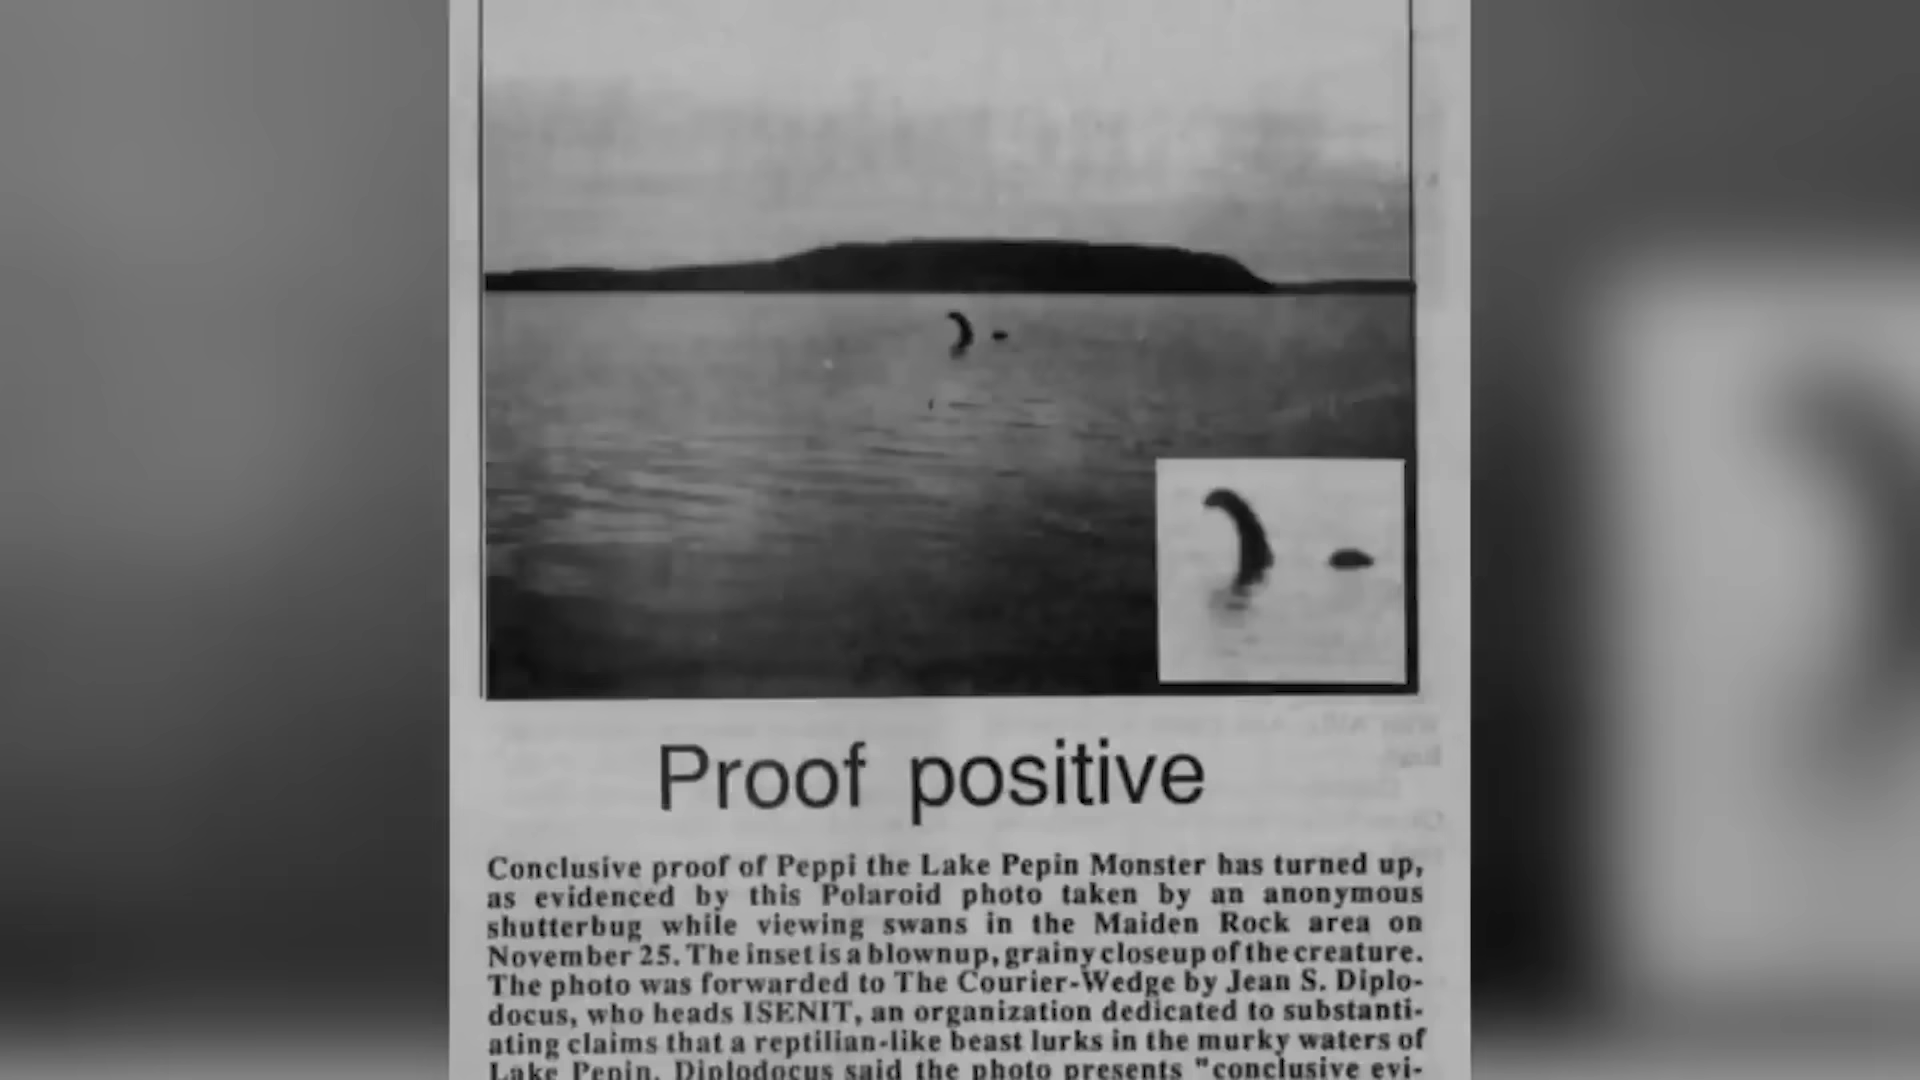 Proof positive
Conclusive proof of Peppi the Lake Pepin Monster has turned up,
as evidenced by this Polaroid photo taken by an anonymous
shutterbug while viewing swans in the Maiden Rock area on
November 25. The inset is a blownup, grainy closeup of the creature.
The photo was forwarded to The Courier-Wedge by Jean S. Diplo-
docus, who heads ISENIT, an organization dedicated to substanti-
ating claims that a reptilian-like beast lurks in the murky waters of
Lake Pepin. Diplodocus said the photo presents "conclusive evi-